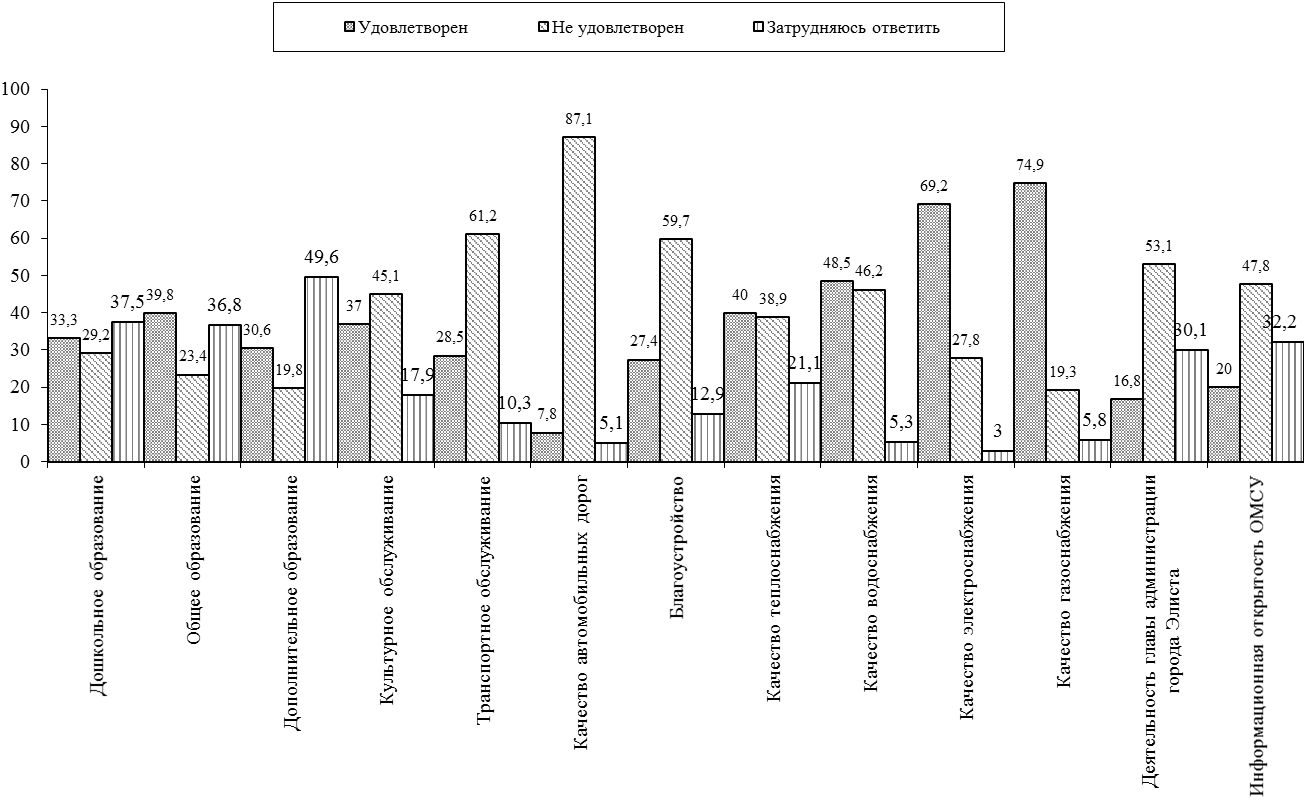 Удовлетворен Не удовлетворен Затрудняюсь ответить
100
90
80
70
60
50
40
30
20
10
0
33,3 29,2 37,5
39,8 23,4 36,8
30,6 19,8 49,6
37 45,1 17,9
28,5 61,2 10,3
7,8 87,1 5,1
27,4 59,7 12,9
40 38,9 21,1
48,5 46,2 5,3
69,2 27,8 3
74,9 19,3 5,8
16,8 53,1 30,1
20 47,8 32,2
Дошкольное образование
Общее образование
Дополнительное образование
Культурное обслуживание
Транспортное обслуживание
Качество автомобильных дорог
Благоустройство
Качество теплоснабжения
Качество водоснабжения
Качество электроснабжения
Качество газоснабжения
Деятельность главы администрации
города Элиста
Информационная открытость ОМСУ